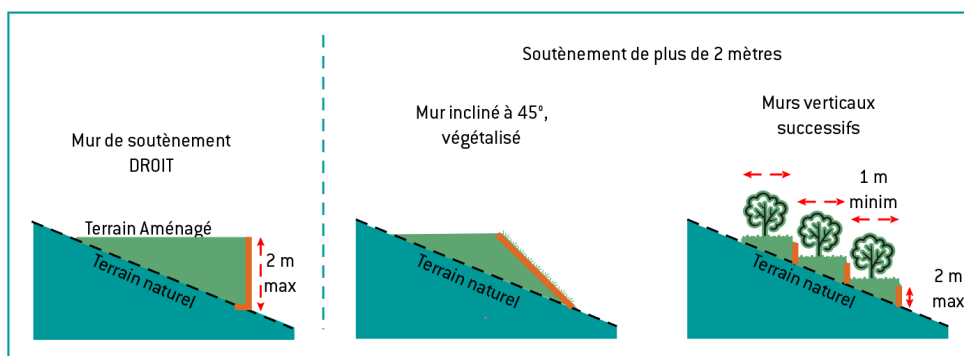 Soutènement de plus de 2 mètres
Mur de soutènement
DROIT
Mur incliné à 45°,
végétalisé
Murs verticaux
successifs
Terrain Aménagé
2 m
max
Terrain naturel
Terrain naturel
1 m
minim
2 m
max
Terrain naturel